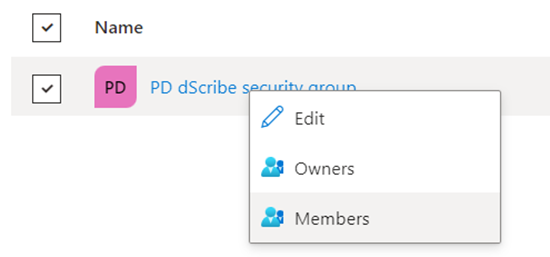 Name
PD PD dScribe security group
Edit
Owners
Members